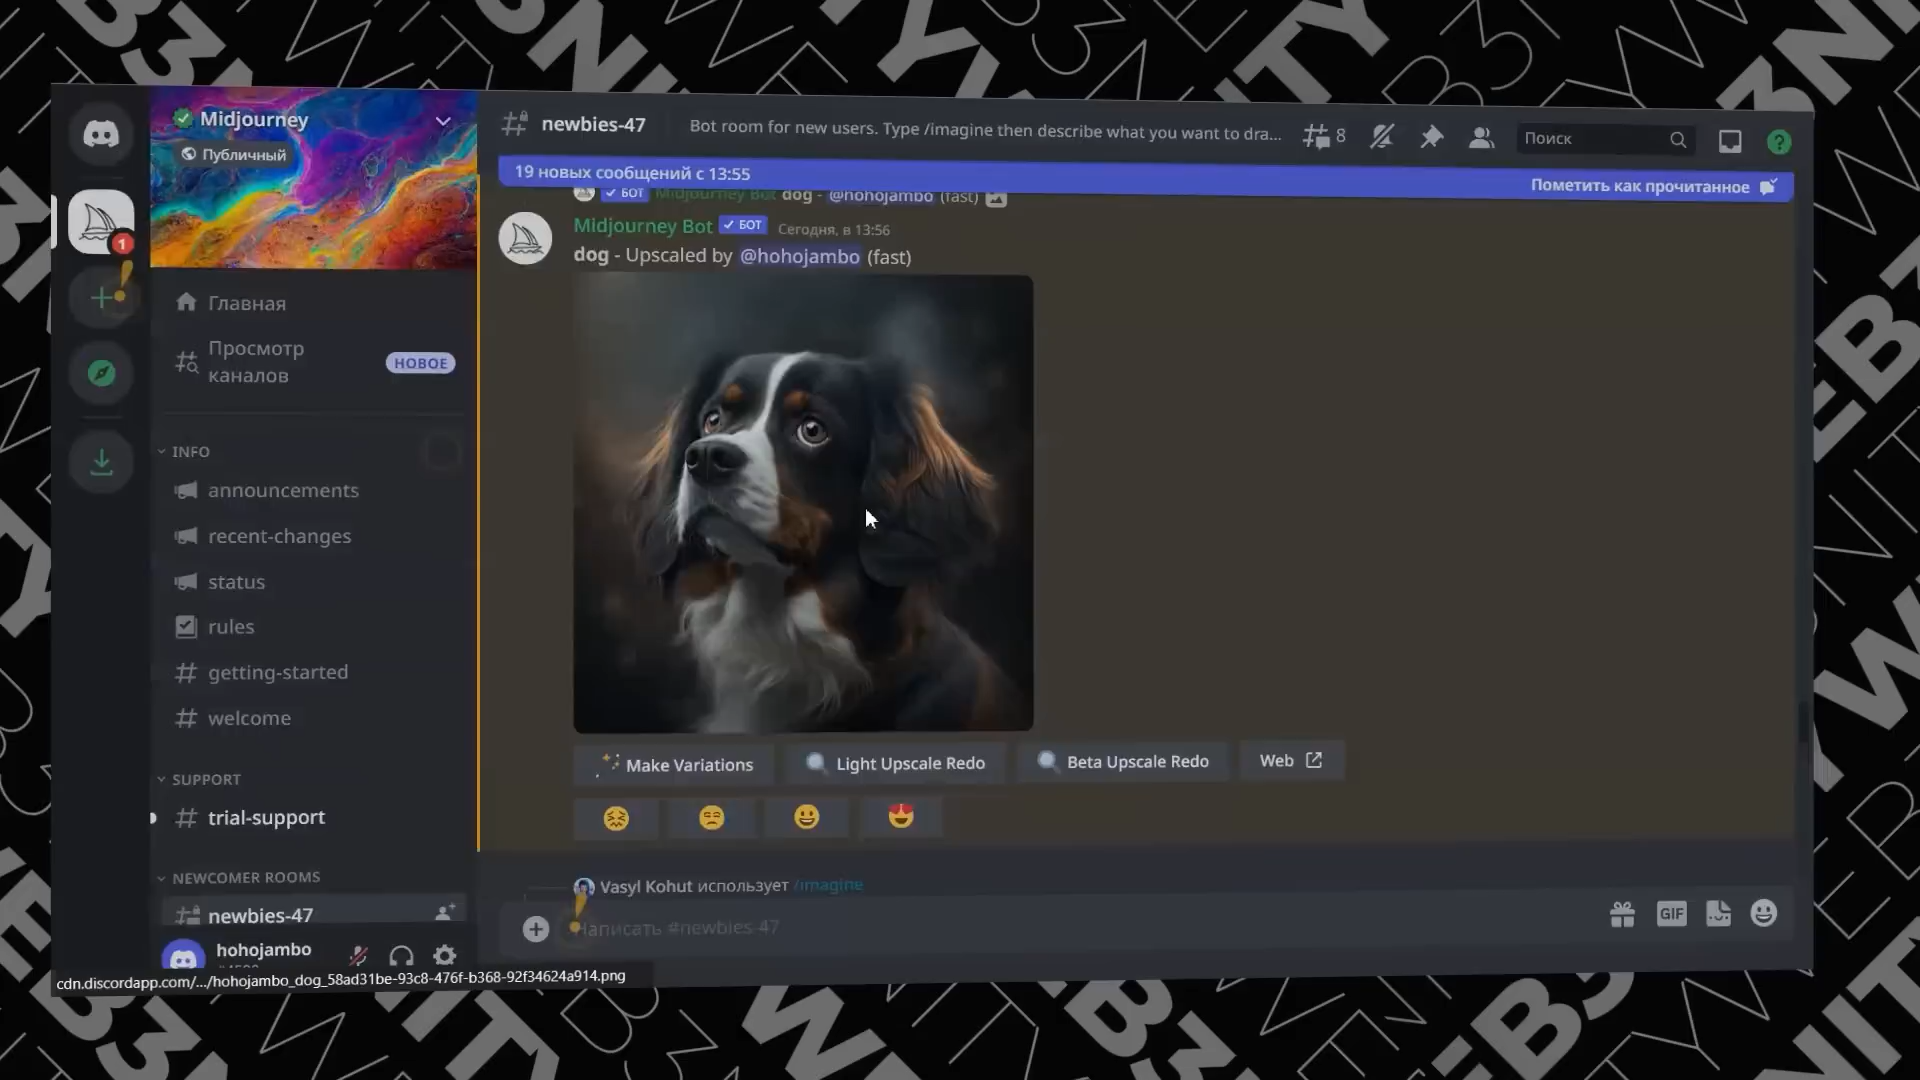 Midjourney
Публичный
1
Главная
Просмотр
каналов
НОВОЕ
INFO
announcements
recent-changes
status
rules
getting-started
welcome
SUPPORT
trial-support
NEWCOMER ROOMS
newbies-47
hohojambo
cdn.discordapp.com/.../hohojambo_dog_58ad31be-93c8-476f-b368-92f34624a914.png
newbies-47
Bot room for new users. Type /imagine then describe what you want to dra...
8
Поиск
19 новых сообщений с 13:55
Пометить как прочитанное
БОТ Midjourney Bot dog - @hohojambo (fast)
Midjourney Bot БОТ Сегодня, в 13:56
dog - Upscaled by @hohojambo (fast)
Make Variations
Light Upscale Redo
Beta Upscale Redo
Web
Vasyl Kohut использует /imagine
Написать #newbies-47
GIF